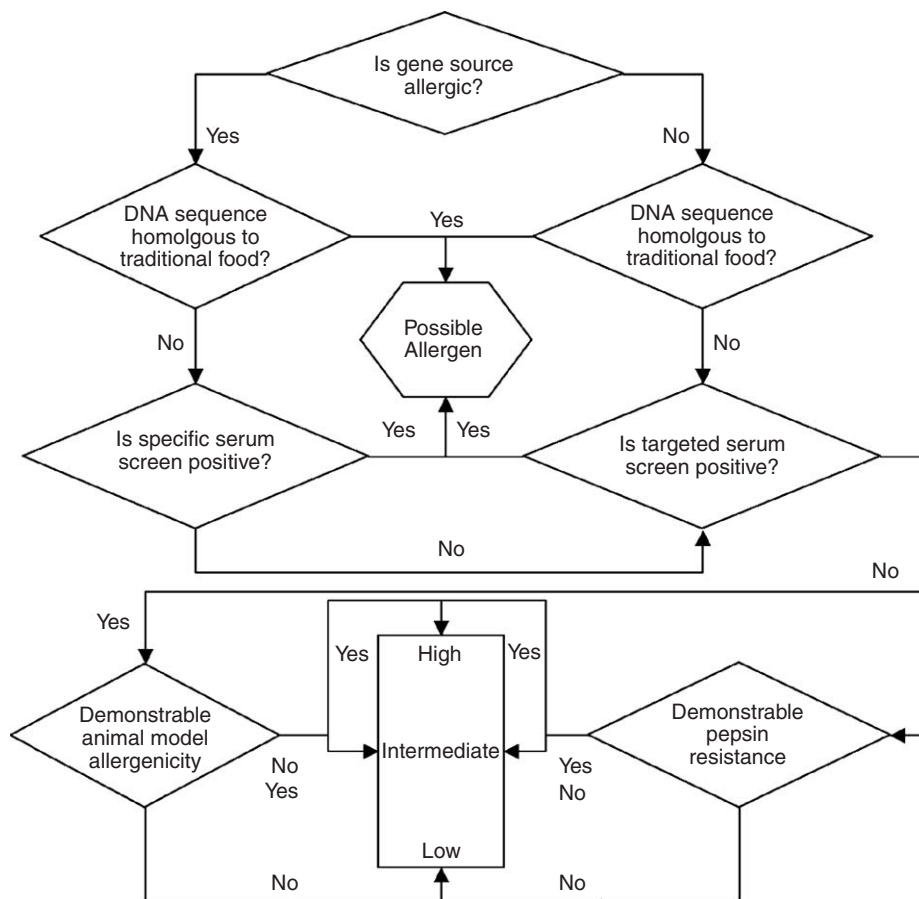 Is gene source
allergic?
Yes
No
DNA sequence
homolgous to
traditional food?
Yes
DNA sequence
homolgous to
traditional food?
Possible
Allergen
No
No
Is specific serum
screen positive?
Yes
Yes
Is targeted serum
screen positive?
No
No
Yes
Yes
High
Yes
Demonstrable
animal model
allergenicity
Intermediate
Demonstrable
pepsin
resistance
No
Yes
Yes
No
Low
No
No